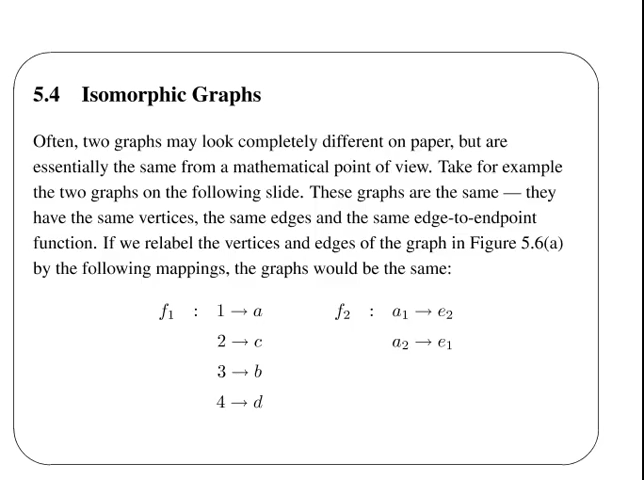 5.4 Isomorphic Graphs
Often, two graphs may look completely different on paper, but are
essentially the same from a mathematical point of view. Take for example
the two graphs on the following slide. These graphs are the same — they
have the same vertices, the same edges and the same edge-to-endpoint
function. If we relabel the vertices and edges of the graph in Figure 5.6(a)
by the following mappings, the graphs would be the same:
f₁ : 1 → a f₂ : a₁ → e₂
2 → c a₂ → e₁
3 → b
4 → d